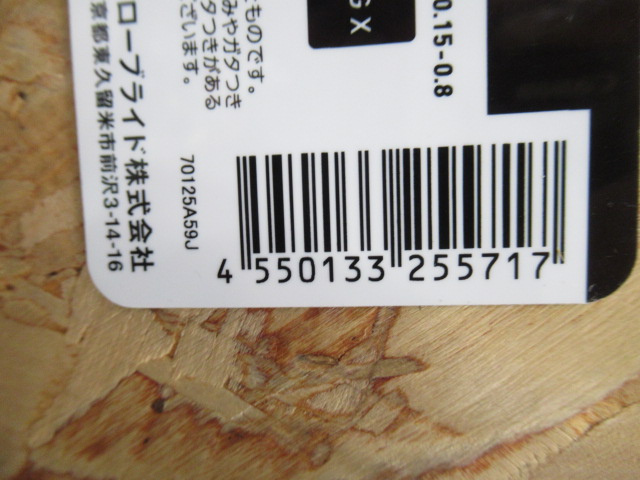 G X
0.15-0.8
ものです。
みやガタつき
タつきがある
ざいます。
ローブライド株式会社
京都東久留米市前沢3-14-16
70125A59J
4 550133 255717